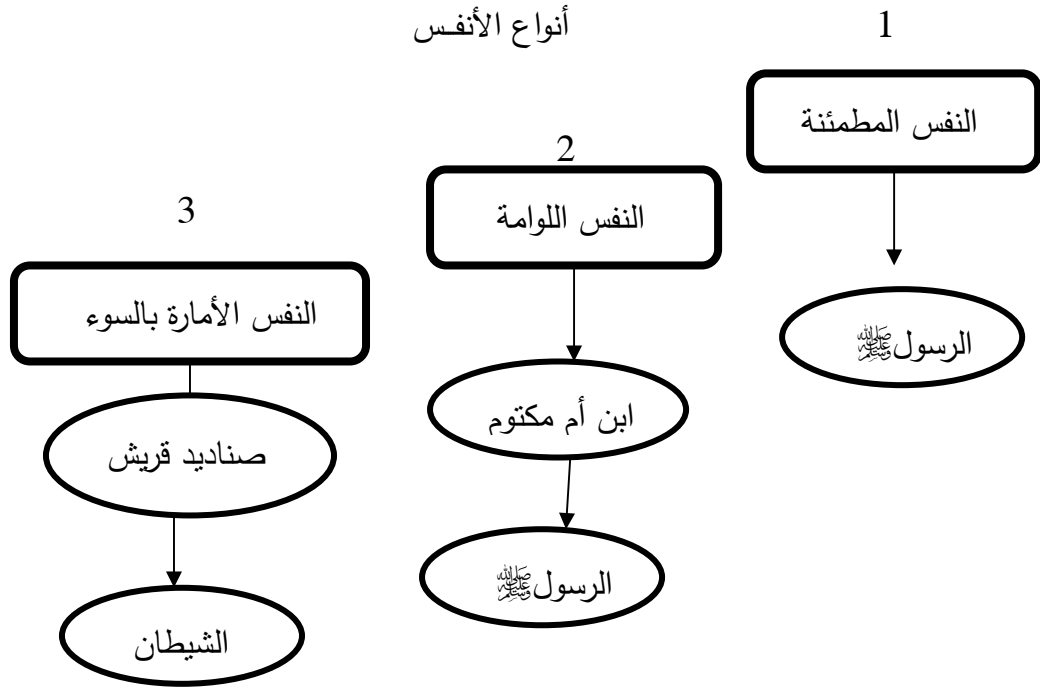 أنواع الأنفـس
1
النفس المطمئنة
الرسول ﷺ
2
النفس اللوامة
ابن أم مكتوم
الرسول ﷺ
3
النفس الأمارة بالسوء
صناديد قريش
الشيطان